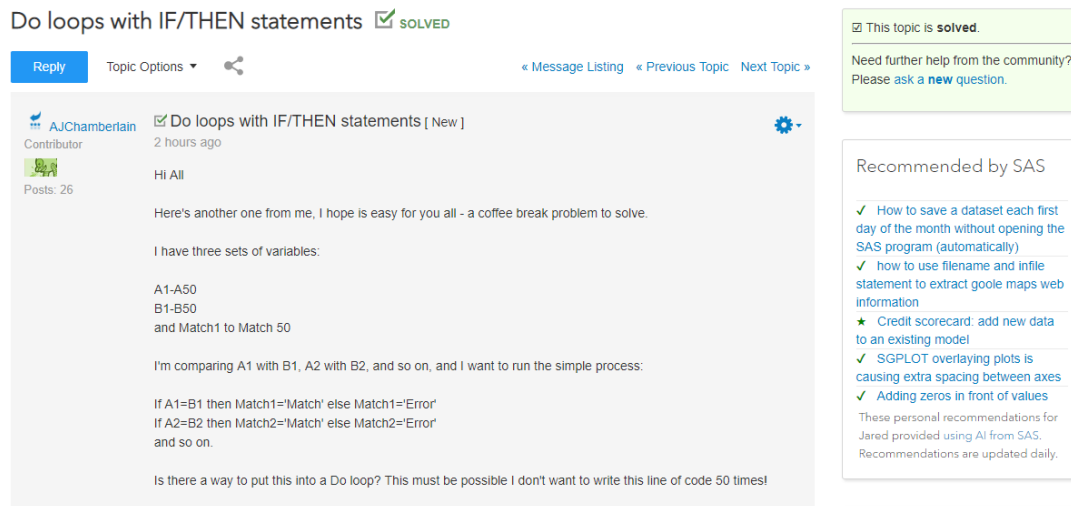 Do loops with IF/THEN statements SOLVED
Reply Topic Options « Message Listing « Previous Topic Next Topic »
AJChamberlain
Contributor
Posts: 26
Do loops with IF/THEN statements [ New ]
2 hours ago
Hi All
Here's another one from me, I hope is easy for you all - a coffee break problem to solve.
I have three sets of variables:
A1-A50
B1-B50
and Match1 to Match 50
I'm comparing A1 with B1, A2 with B2, and so on, and I want to run the simple process:
If A1=B1 then Match1='Match' else Match1='Error'
If A2=B2 then Match2='Match' else Match2='Error'
and so on.
Is there a way to put this into a Do loop? This must be possible I don't want to write this line of code 50 times!
This topic is solved.
Need further help from the community?
Please ask a new question.
Recommended by SAS
How to save a dataset each first
day of the month without opening the
SAS program (automatically)
how to use filename and infile
statement to extract goole maps web
information
Credit scorecard: add new data
to an existing model
SGPLOT overlaying plots is
causing extra spacing between axes
Adding zeros in front of values
These personal recommendations for
Jared provided using AI from SAS.
Recommendations are updated daily.